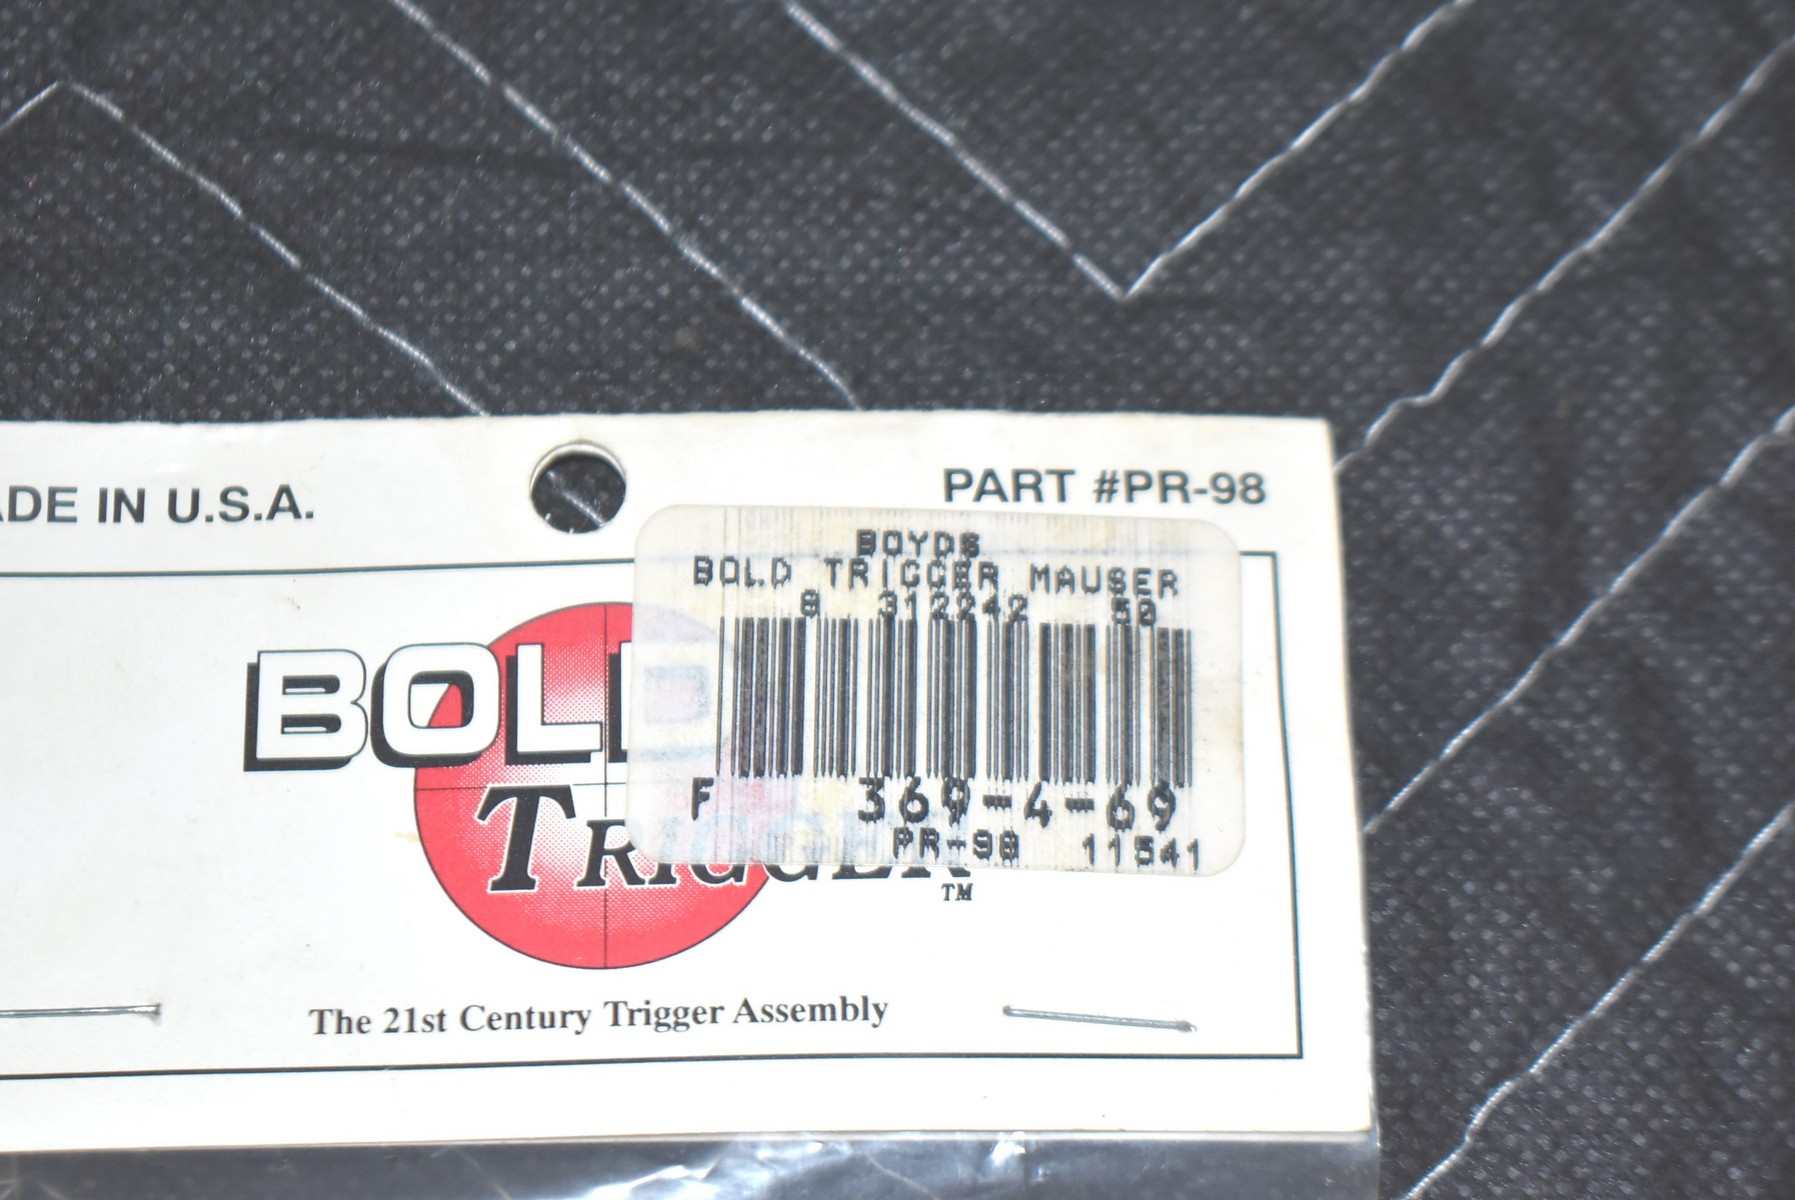 ADE IN U.S.A.
PART #PR-98
BOYDS
BOLD TRIGGER MAUSER
8 312242 50
F 369-4-69
PR-98 11541
BOLD
TRIGGER
TM
The 21st Century Trigger Assembly